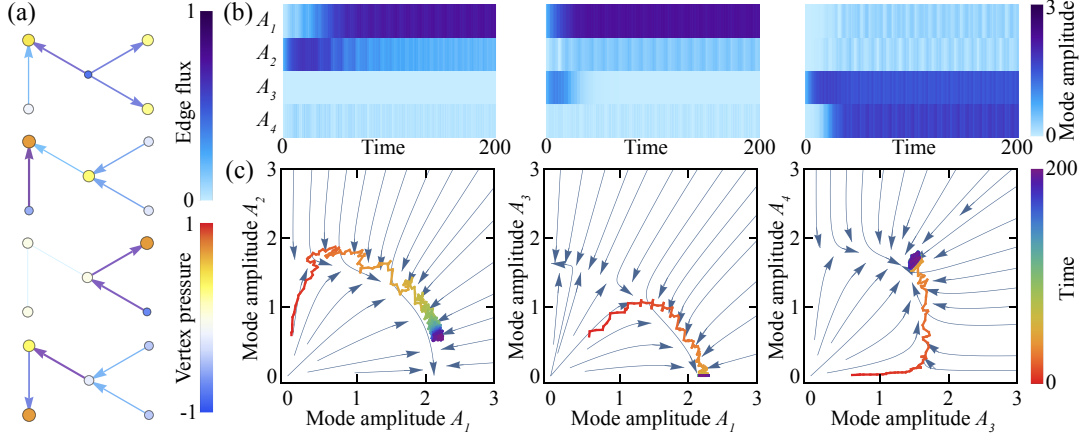 (a)
1
Edge flux
0
1
Vertex pressure
-1
(b)
A1
A2
A3
A4
0 Time 200
0 Time 200
0 Time 200
3
Mode amplitude
0
(c)
Mode amplitude A2
3
2
1
0
0 1 2 3
Mode amplitude A1
Mode amplitude A3
3
2
1
0
0 1 2 3
Mode amplitude A1
Mode amplitude A4
3
2
1
0
0 1 2 3
Mode amplitude A3
200
Time
0